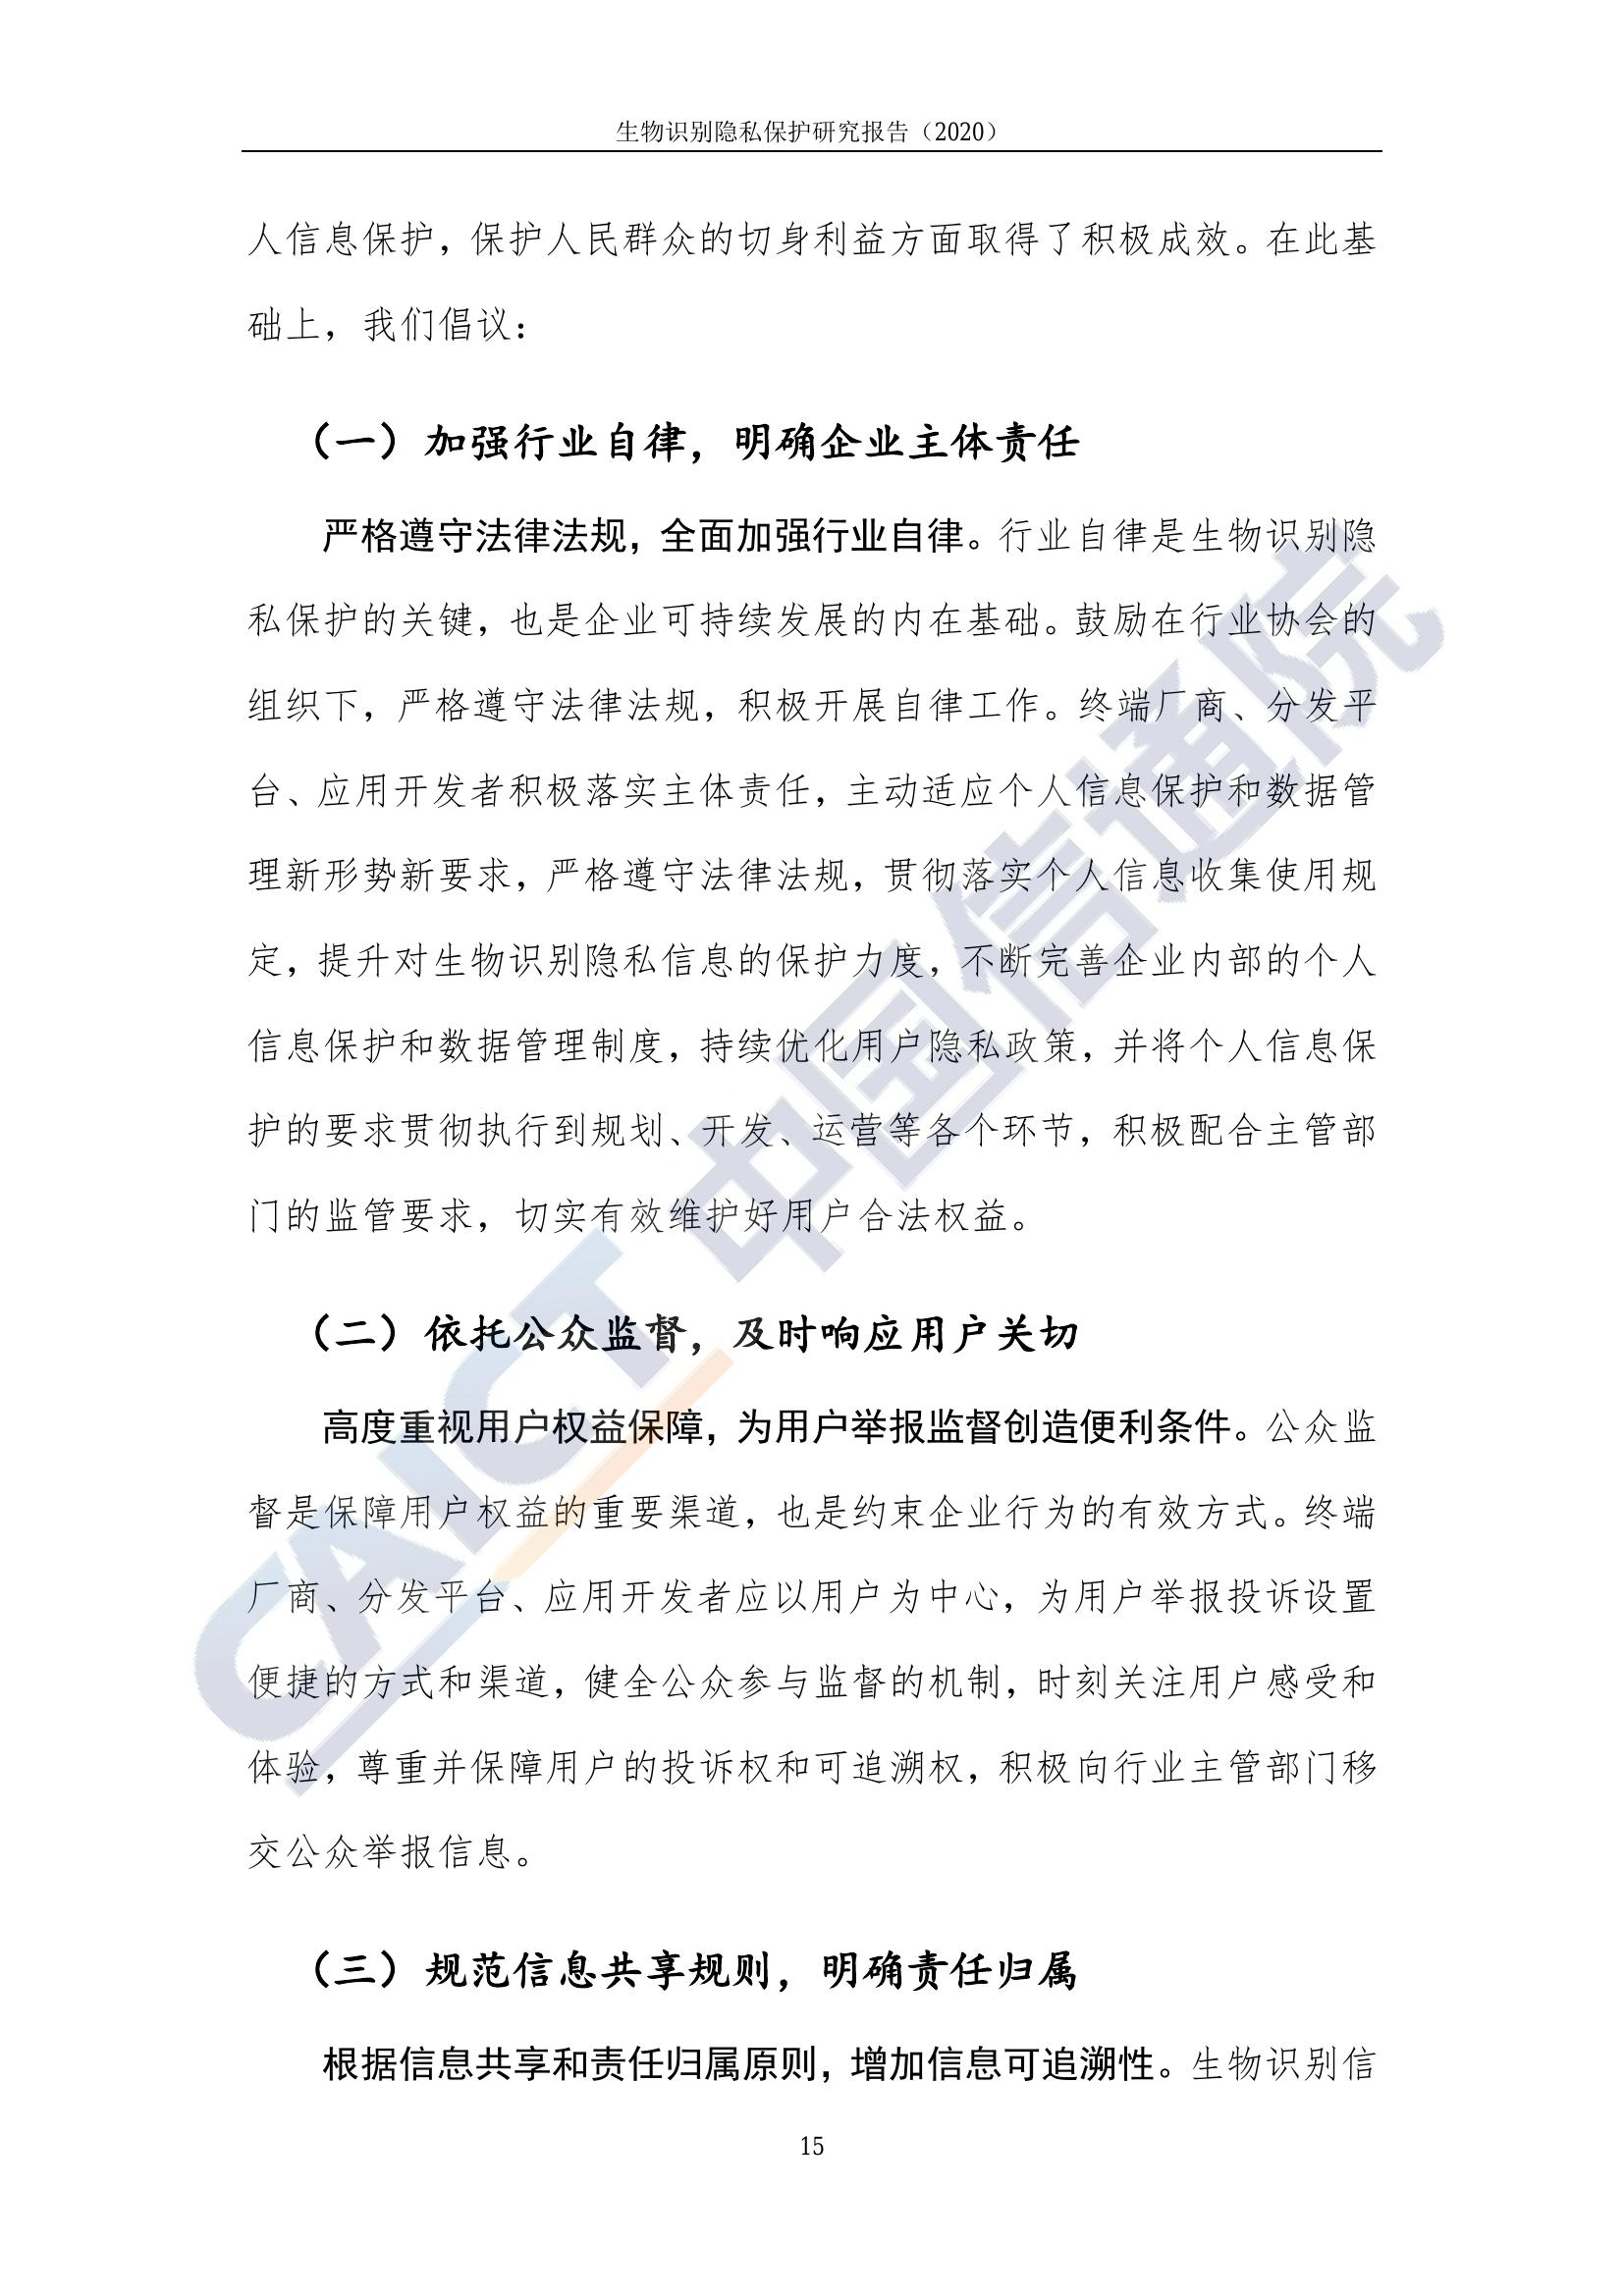 生物识别隐私保护研究报告（2020）
人信息保护，保护人民群众的切身利益方面取得了积极成效。在此基
础上，我们倡议：
（一）加强行业自律，明确企业主体责任
严格遵守法律法规，全面加强行业自律。行业自律是生物识别隐
私保护的关键，也是企业可持续发展的内在基础。鼓励在行业协会的
组织下，严格遵守法律法规，积极开展自律工作。终端厂商、分发平
台、应用开发者积极落实主体责任，主动适应个人信息保护和数据管
理新形势新要求，严格遵守法律法规，贯彻落实个人信息收集使用规
定，提升对生物识别隐私信息的保护力度，不断完善企业内部的个人
信息保护和数据管理制度，持续优化用户隐私政策，并将个人信息保
护的要求贯彻执行到规划、开发、运营等各个环节，积极配合主管部
门的监管要求，切实有效维护好用户合法权益。
（二）依托公众监督，及时响应用户关切
高度重视用户权益保障，为用户举报监督创造便利条件。公众监
督是保障用户权益的重要渠道，也是约束企业行为的有效方式。终端
厂商、分发平台、应用开发者应以用户为中心，为用户举报投诉设置
便捷的方式和渠道，健全公众参与监督的机制，时刻关注用户感受和
体验，尊重并保障用户的投诉权和可追溯权，积极向行业主管部门移
交公众举报信息。
（三）规范信息共享规则，明确责任归属
根据信息共享和责任归属原则，增加信息可追溯性。生物识别信
15
CAICT 中国信通院